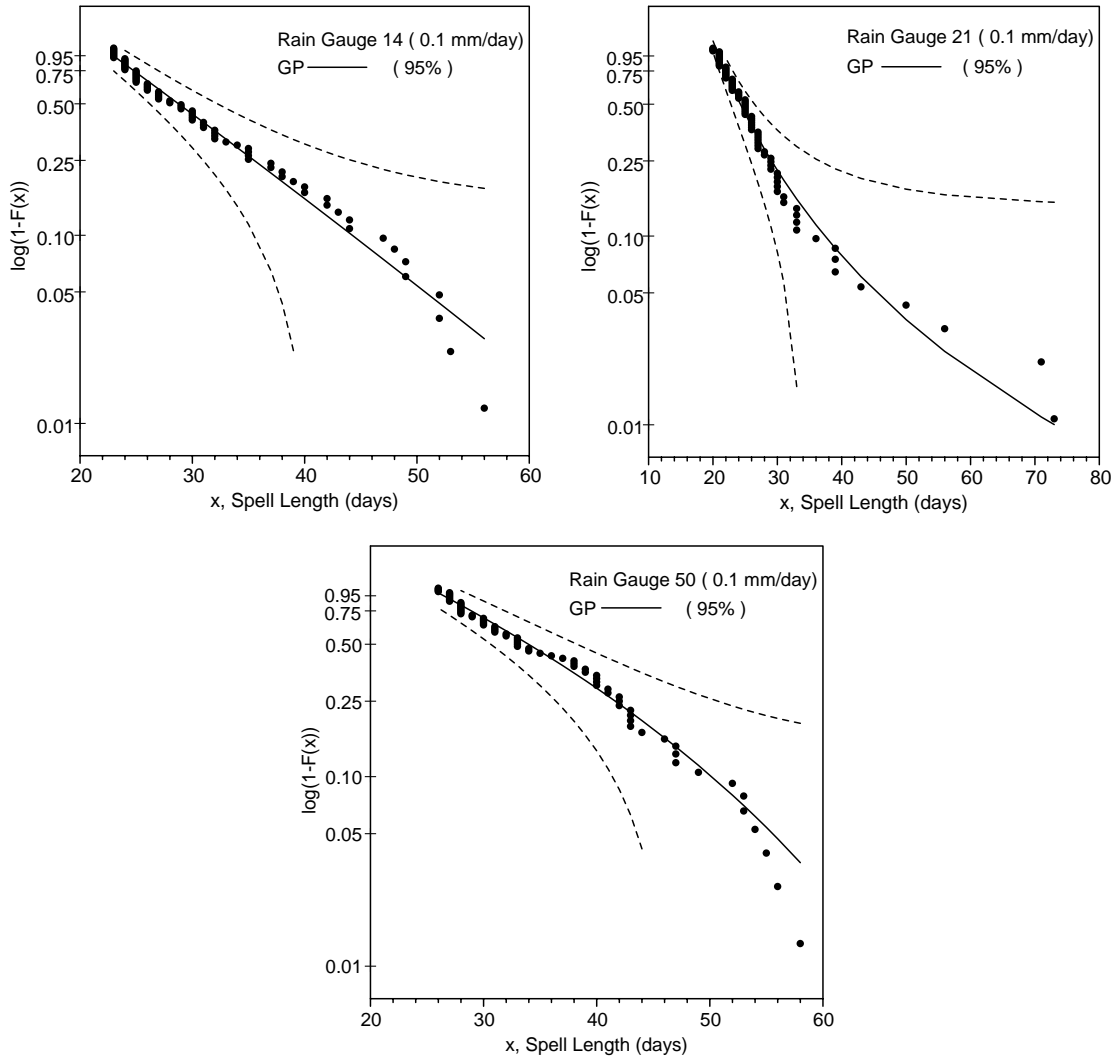 Rain Gauge 14 ( 0.1 mm/day)
GP ( 95% )
0.95
0.75
0.50
0.25
0.10
0.05
0.01
log(1-F(x))
20 30 40 50 60
x, Spell Length (days)
Rain Gauge 21 ( 0.1 mm/day)
GP ( 95% )
0.95
0.75
0.50
0.25
0.10
0.05
0.01
log(1-F(x))
10 20 30 40 50 60 70 80
x, Spell Length (days)
Rain Gauge 50 ( 0.1 mm/day)
GP ( 95% )
0.95
0.75
0.50
0.25
0.10
0.05
0.01
log(1-F(x))
20 30 40 50 60
x, Spell Length (days)